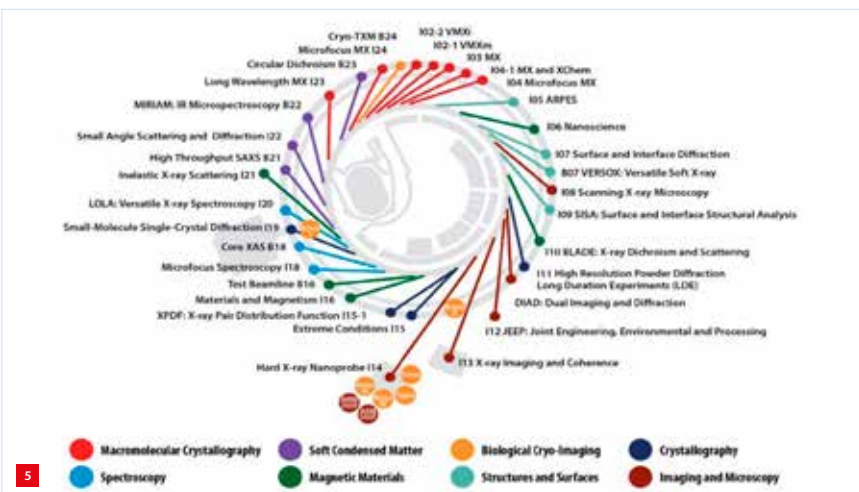 Cryo-TXM B24
Microfocus MX I24
Circular Dichroism B23
Long Wavelength MX I23
MIRIAM: IR Microspectroscopy B22
Small Angle Scattering and Diffraction I22
High Throughput SAXS B21
Inelastic X-ray Scattering I21
LOLA: Versatile X-ray Spectroscopy I20
Small-Molecule Single-Crystal Diffraction I19
Core XAS B18
Microfocus Spectroscopy I18
Test Beamline B16
Materials and Magnetism I16
XPDF: X-ray Pair Distribution Function I15-1
Extreme Conditions I15
Hard X-ray Nanoprobe I14
I02-2 VMXi
I02-1 VMXm
I03 MX
I04-1 MX and XChem
I04 Microfocus MX
I05 ARPES
I06 Nanoscience
I07 Surface and Interface Diffraction
B07 VERSOX: Versatile Soft X-ray
I08 Scanning X-ray Microscopy
I09 SISA: Surface and Interface Structural Analysis
I10 BLADE: X-ray Dichroism and Scattering
I11 High Resolution Powder Diffraction
Long Duration Experiments (LDE)
DIAD: Dual Imaging and Diffraction
I12 JEEP: Joint Engineering, Environmental and Processing
I13 X-ray Imaging and Coherence
Macromolecular Crystallography
Soft Condensed Matter
Biological Cryo-Imaging
Crystallography
Spectroscopy
Magnetic Materials
Structures and Surfaces
Imaging and Microscopy
5